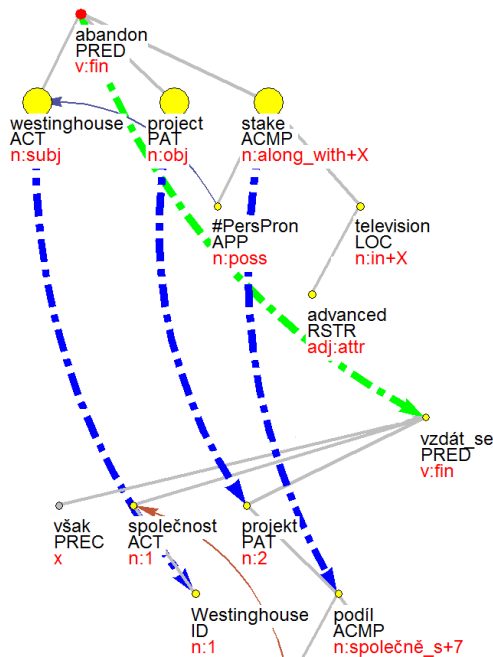 abandon
PRED
v:fin
westinghouse project stake
ACT PAT ACMP
n:subj n:obj n:along_with+X
#PersPron television
APP LOC
n:poss n:in+X
advanced
RSTR
adj:attr
vzdát_se
PRED
v:fin
však společnost projekt
PREC ACT PAT
x n:1 n:2
Westinghouse podíl
ID ACMP
n:1 n:společně_s+7